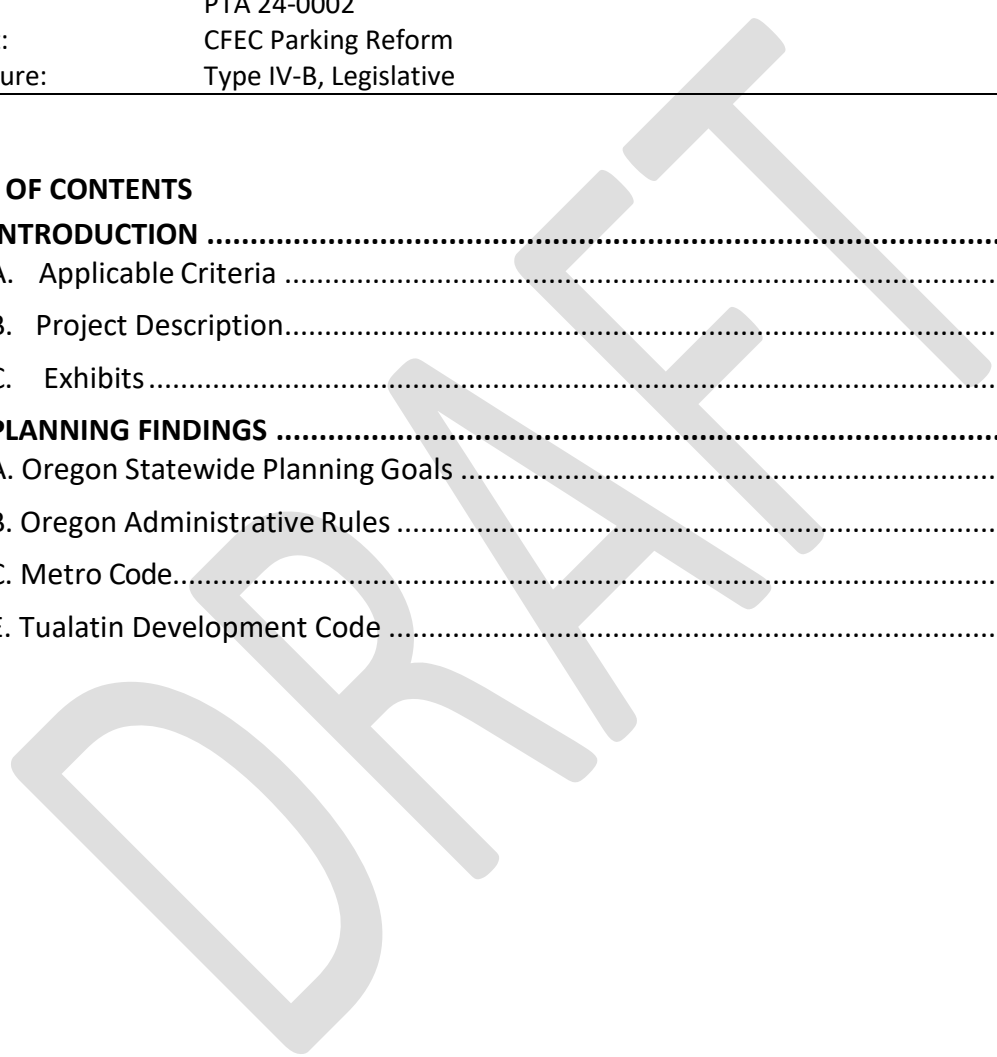 PTA 24-0002
: CFEC Parking Reform
ure: Type IV-B, Legislative
OF CONTENTS
NTRODUCTION ..........................................................................................
A. Applicable Criteria ..........................................................................................
B. Project Description..........................................................................................
C. Exhibits ..........................................................................................
PLANNING FINDINGS ..........................................................................................
A. Oregon Statewide Planning Goals ..........................................................................................
B. Oregon Administrative Rules ..........................................................................................
C. Metro Code..........................................................................................
E. Tualatin Development Code ..........................................................................................
DRAFT